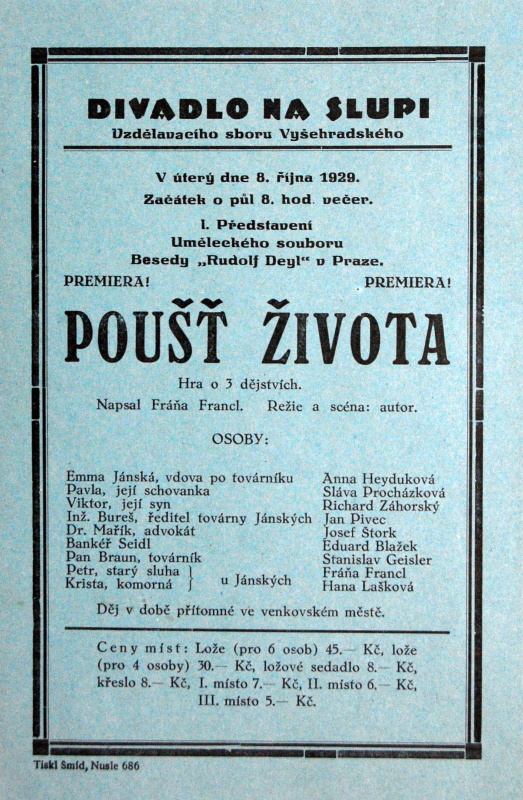 DIVADLO NA SLUPI
Vzdělavacího sboru Vyšehradského
V úterý dne 8. října 1929.
Začátek o půl 8. hod. večer.
I. Představení
Uměleckého souboru
Besedy „Rudolf Deyl“ v Praze.
PREMIERA! PREMIERA!
POUŠŤ ŽIVOTA
Hra o 3 dějstvích.
Napsal Fráňa Francl. Režie a scéna: autor.
OSOBY:
Emma Jánská, vdova po továrníku Anna Heyduková
Pavla, její schovanka Sláva Procházková
Viktor, její syn Richard Záhorský
Inž. Bureš, ředitel továrny Jánských Jan Pivec
Dr. Mařík, advokát Josef Štork
Bankéř Seidl Eduard Blažek
Pan Braun, továrník Stanislav Geisler
Petr, starý sluha } u Jánských Fráňa Francl
Krista, komorná } Hana Lašková
Děj v době přítomné ve venkovském městě.
Ceny míst: Lože (pro 6 osob) 45.— Kč, lože
(pro 4 osoby) 30.— Kč, ložové sedadlo 8.— Kč,
křeslo 8.— Kč, I. místo 7.— Kč, II. místo 6.— Kč,
III. místo 5.— Kč.
Tiskl Šmíd, Nusle 686